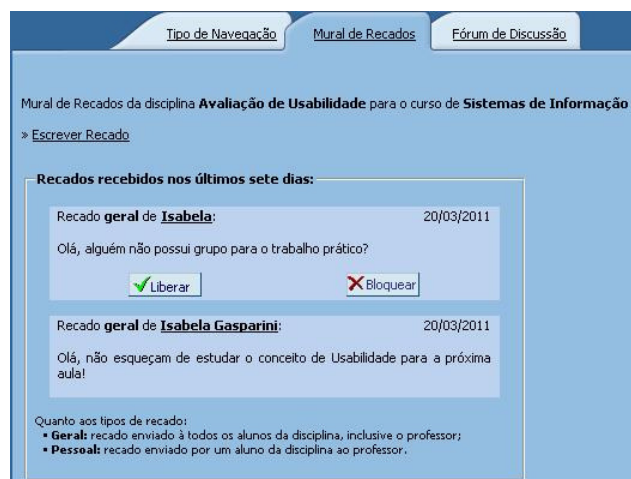 Tipo de Navegação Mural de Recados Fórum de Discussão
Mural de Recados da disciplina Avaliação de Usabilidade para o curso de Sistemas de Informação
» Escrever Recado
Recados recebidos nos últimos sete dias:
Recado geral de Isabela: 20/03/2011
Olá, alguém não possui grupo para o trabalho prático?
Liberar Bloquear
Recado geral de Isabela Gasparini: 20/03/2011
Olá, não esqueçam de estudar o conceito de Usabilidade para a próxima
aula!
Quanto aos tipos de recado:
• Geral: recado enviado à todos os alunos da disciplina, inclusive o professor;
• Pessoal: recado enviado por um aluno da disciplina ao professor.